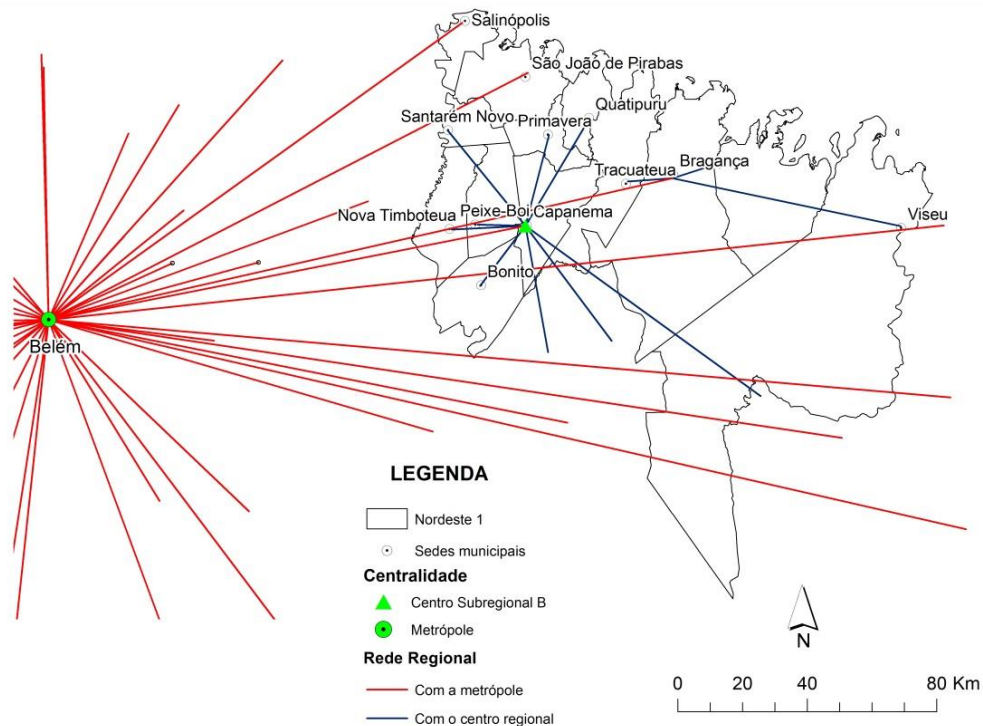 Salinópolis
São João de Pirabas
Quatipuru
Santarém Novo
Primavera
Bragança
Tracuateua
Nova Timboteua
Peixe-Boi
Capanema
Viseu
Bonito
Belém
LEGENDA
Nordeste 1
Sedes municipais
Centralidade
Centro Subregional B
Metrópole
Rede Regional
Com a metrópole
Com o centro regional
N
0 20 40 80 Km